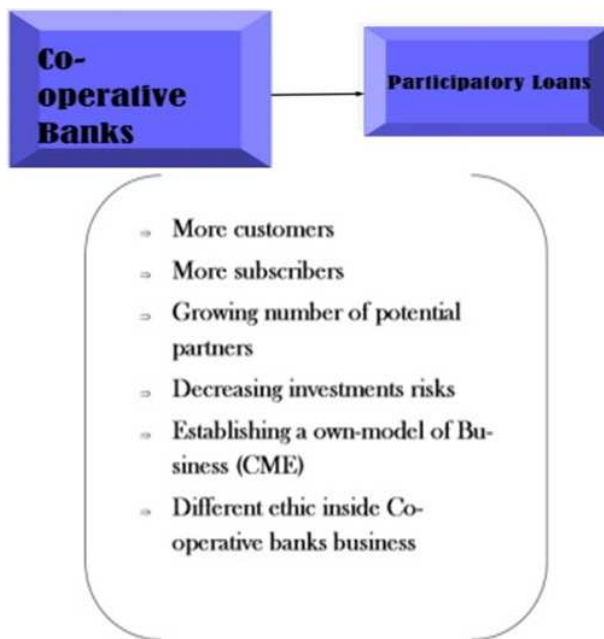 Co-
operative
Banks
Participatory Loans
⇒ More customers
⇒ More subscribers
⇒ Growing number of potential
partners
⇒ Decreasing investments risks
⇒ Establishing a own-model of Bu-
siness (CME)
⇒ Different ethic inside Co-
operative banks business